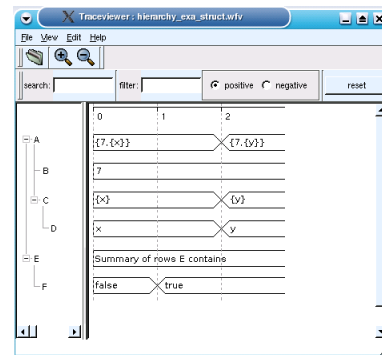 Traceviewer : hierarchy_exa_struct.wfv
File View Edit Help
search: filter: positive negative reset
0 1 2
A {7.{x}} {7.{y}}
B 7
C {x} {y}
D x y
E Summary of rows E contains
F false true